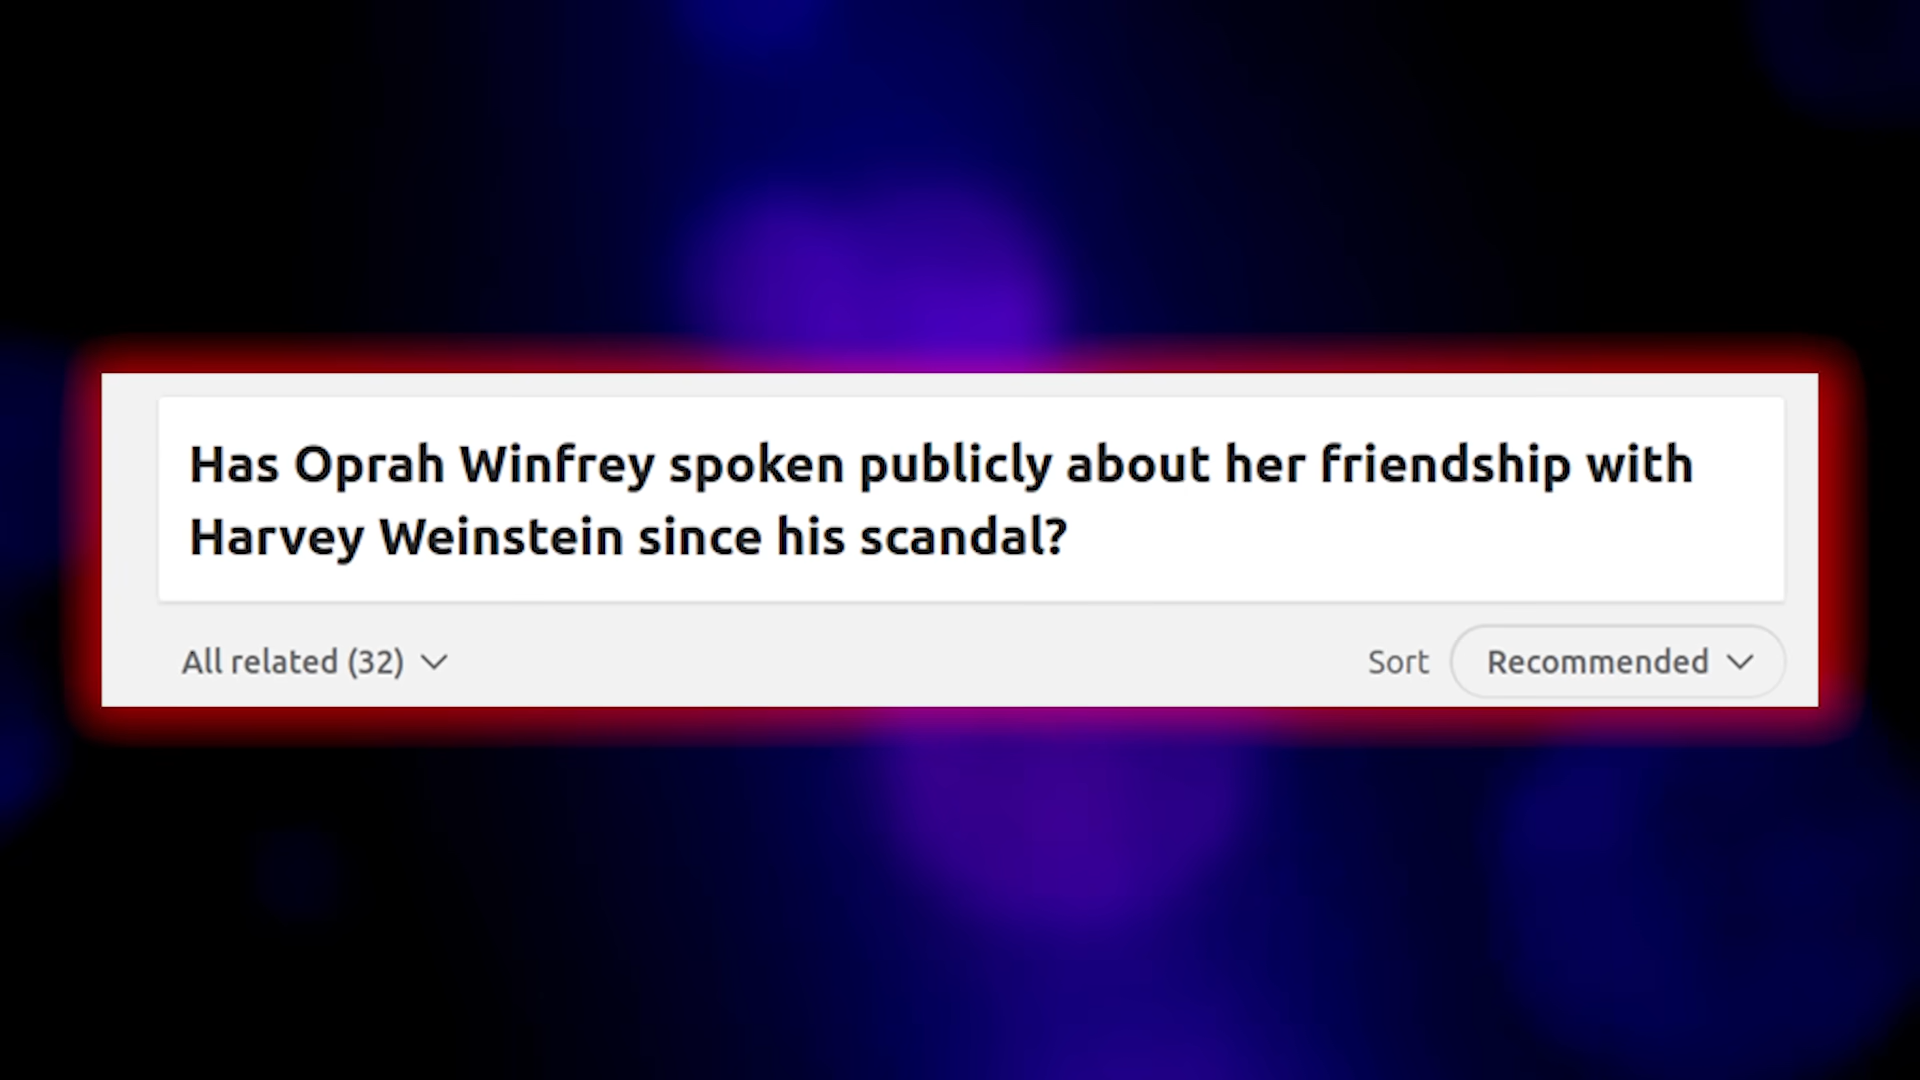 Has Oprah Winfrey spoken publicly about her friendship with
Harvey Weinstein since his scandal?
All related (32)
Sort Recommended